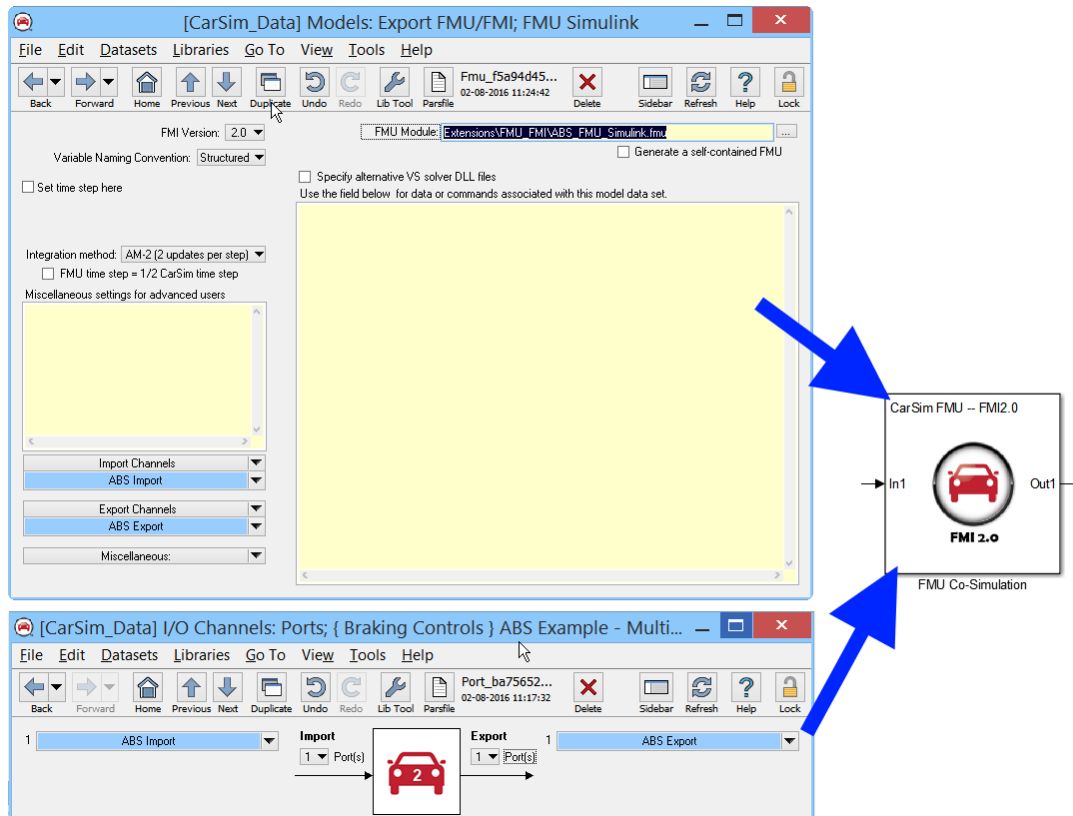 [CarSim_Data] Models: Export FMU/FMI; FMU Simulink
File Edit Datasets Libraries Go To View Tools Help
Fmu_f5a94d45...
02-08-2016 11:24:42
Back Forward Home Previous Next Duplicate Undo Redo Lib Tool Parsfile Delete Sidebar Refresh Help Lock
FMI Version: 2.0
FMU Module: Extensions\FMU_FMI\ABS_FMU_Simulink.fmu ...
Variable Naming Convention: Structured
Generate a self-contained FMU
Set time step here
Specify alternative VS solver DLL files
Use the field below for data or commands associated with this model data set.
Integration method: AM-2 (2 updates per step)
FMU time step = 1/2 CarSim time step
Miscellaneous settings for advanced users
Import Channels
ABS Import
Export Channels
ABS Export
Miscellaneous:
CarSim FMU -- FMI2.0
In1
Out1
FMI 2.0
FMU Co-Simulation
[CarSim_Data] I/O Channels: Ports; { Braking Controls } ABS Example - Multi...
File Edit Datasets Libraries Go To View Tools Help
Port_ba75652...
02-08-2016 11:17:32
Back Forward Home Previous Next Duplicate Undo Redo Lib Tool Parsfile Delete Sidebar Refresh Help Lock
1 ABS Import
Import
1 Port(s)
2
Export
1 Port(s)
1 ABS Export